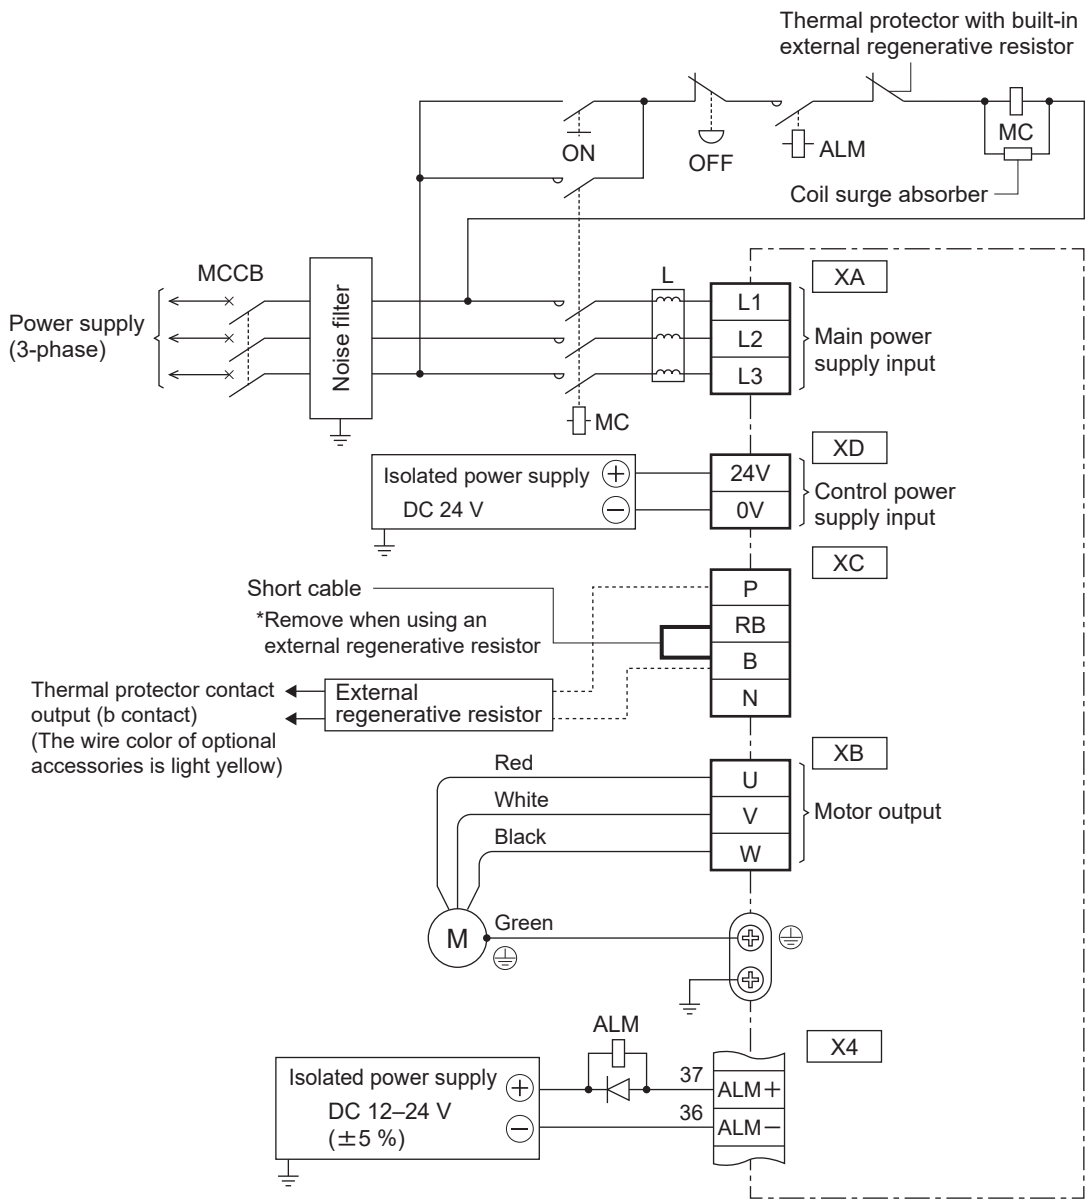 Thermal protector with built-in
external regenerative resistor
ON
OFF
ALM
MC
Coil surge absorber
MCCB
L
XA
Power supply
(3-phase)
Noise filter
L1
L2
L3
Main power
supply input
MC
XD
Isolated power supply
DC 24 V
+
−
24V
0V
Control power
supply input
XC
Short cable
*Remove when using an
external regenerative resistor
P
RB
B
N
Thermal protector contact
output (b contact)
(The wire color of optional
accessories is light yellow)
External
regenerative resistor
XB
Red
White
Black
U
V
W
Motor output
M
Green
ALM
X4
Isolated power supply
DC 12–24 V
(±5 %)
+
−
37
36
ALM+
ALM−